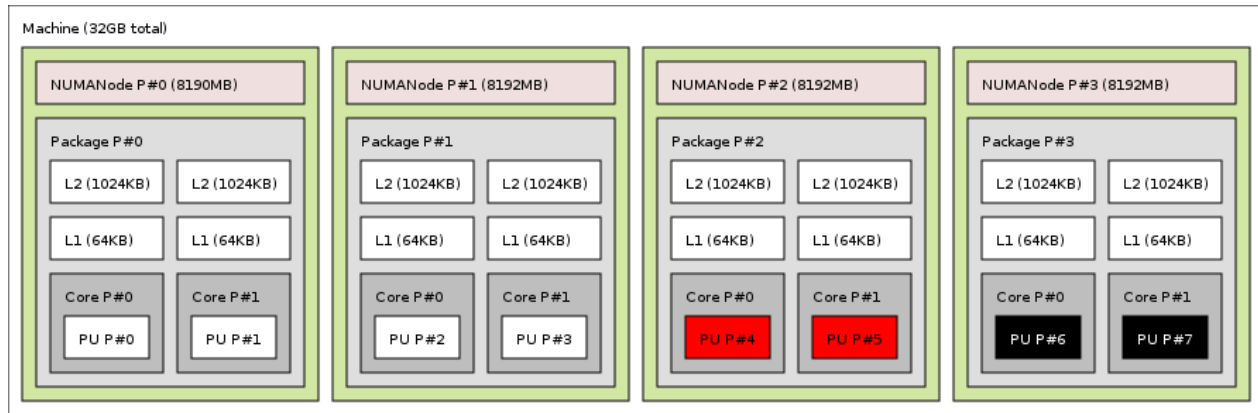 Machine (32GB total)
NUMANode P#0 (8190MB)
Package P#0
L2 (1024KB) L2 (1024KB)
L1 (64KB) L1 (64KB)
Core P#0 Core P#1
PU P#0 PU P#1
NUMANode P#1 (8192MB)
Package P#1
L2 (1024KB) L2 (1024KB)
L1 (64KB) L1 (64KB)
Core P#0 Core P#1
PU P#2 PU P#3
NUMANode P#2 (8192MB)
Package P#2
L2 (1024KB) L2 (1024KB)
L1 (64KB) L1 (64KB)
Core P#0 Core P#1
PU P#4 PU P#5
NUMANode P#3 (8192MB)
Package P#3
L2 (1024KB) L2 (1024KB)
L1 (64KB) L1 (64KB)
Core P#0 Core P#1
PU P#6 PU P#7